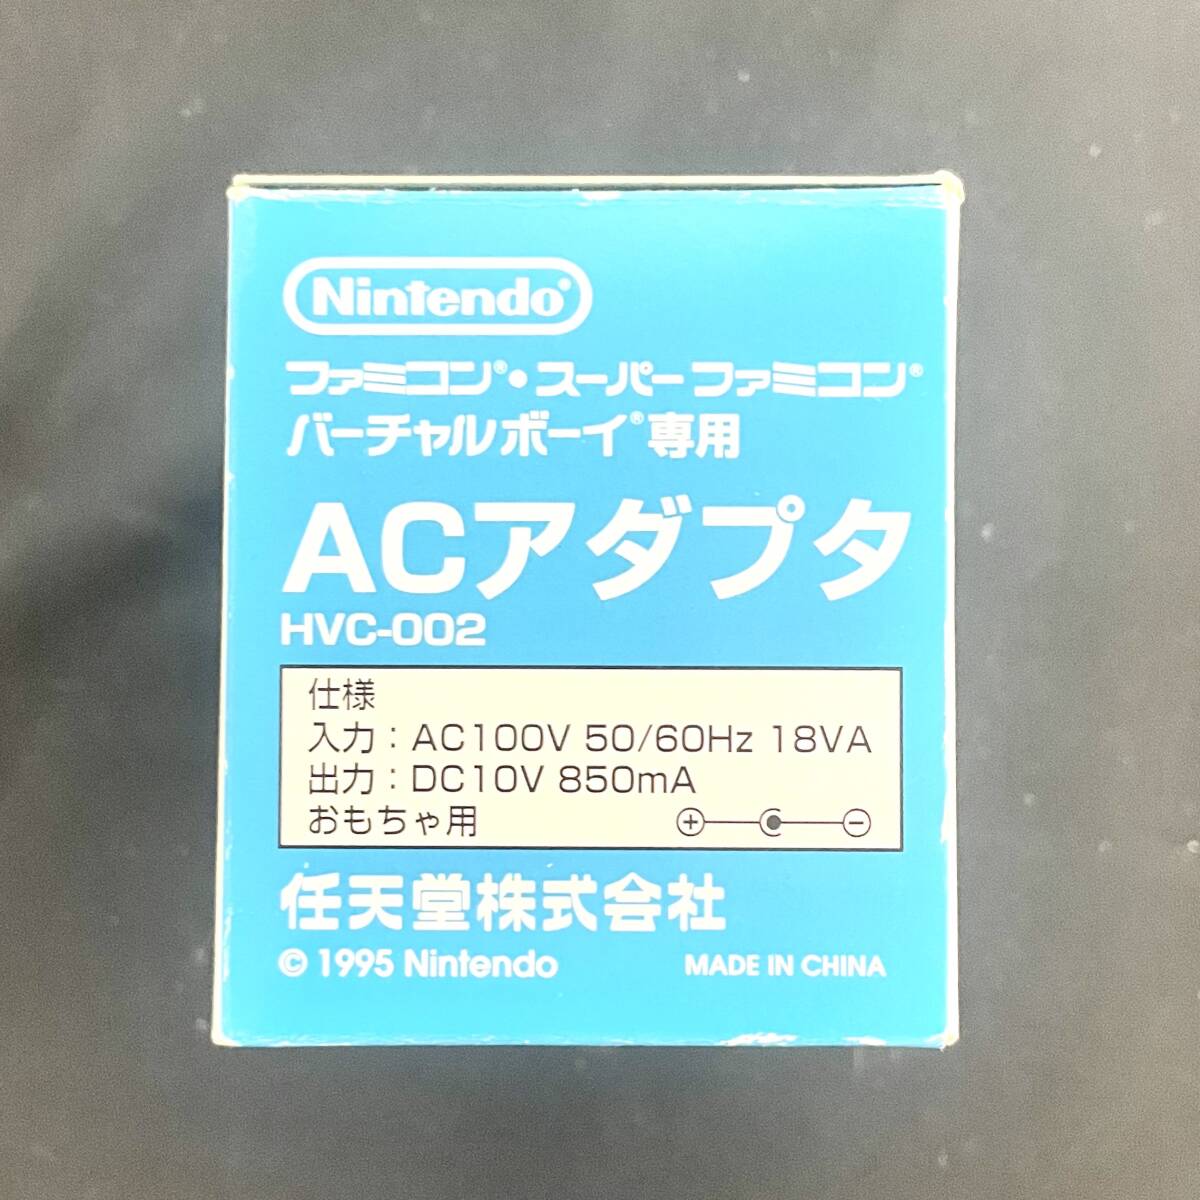 Nintendo®
ファミコン®・スーパーファミコン®
バーチャルボーイ®専用
ACアダプタ
HVC-002
仕様
入力：AC100V 50/60Hz 18VA
出力：DC10V 850mA
おもちゃ用
任天堂株式会社
© 1995 Nintendo MADE IN CHINA